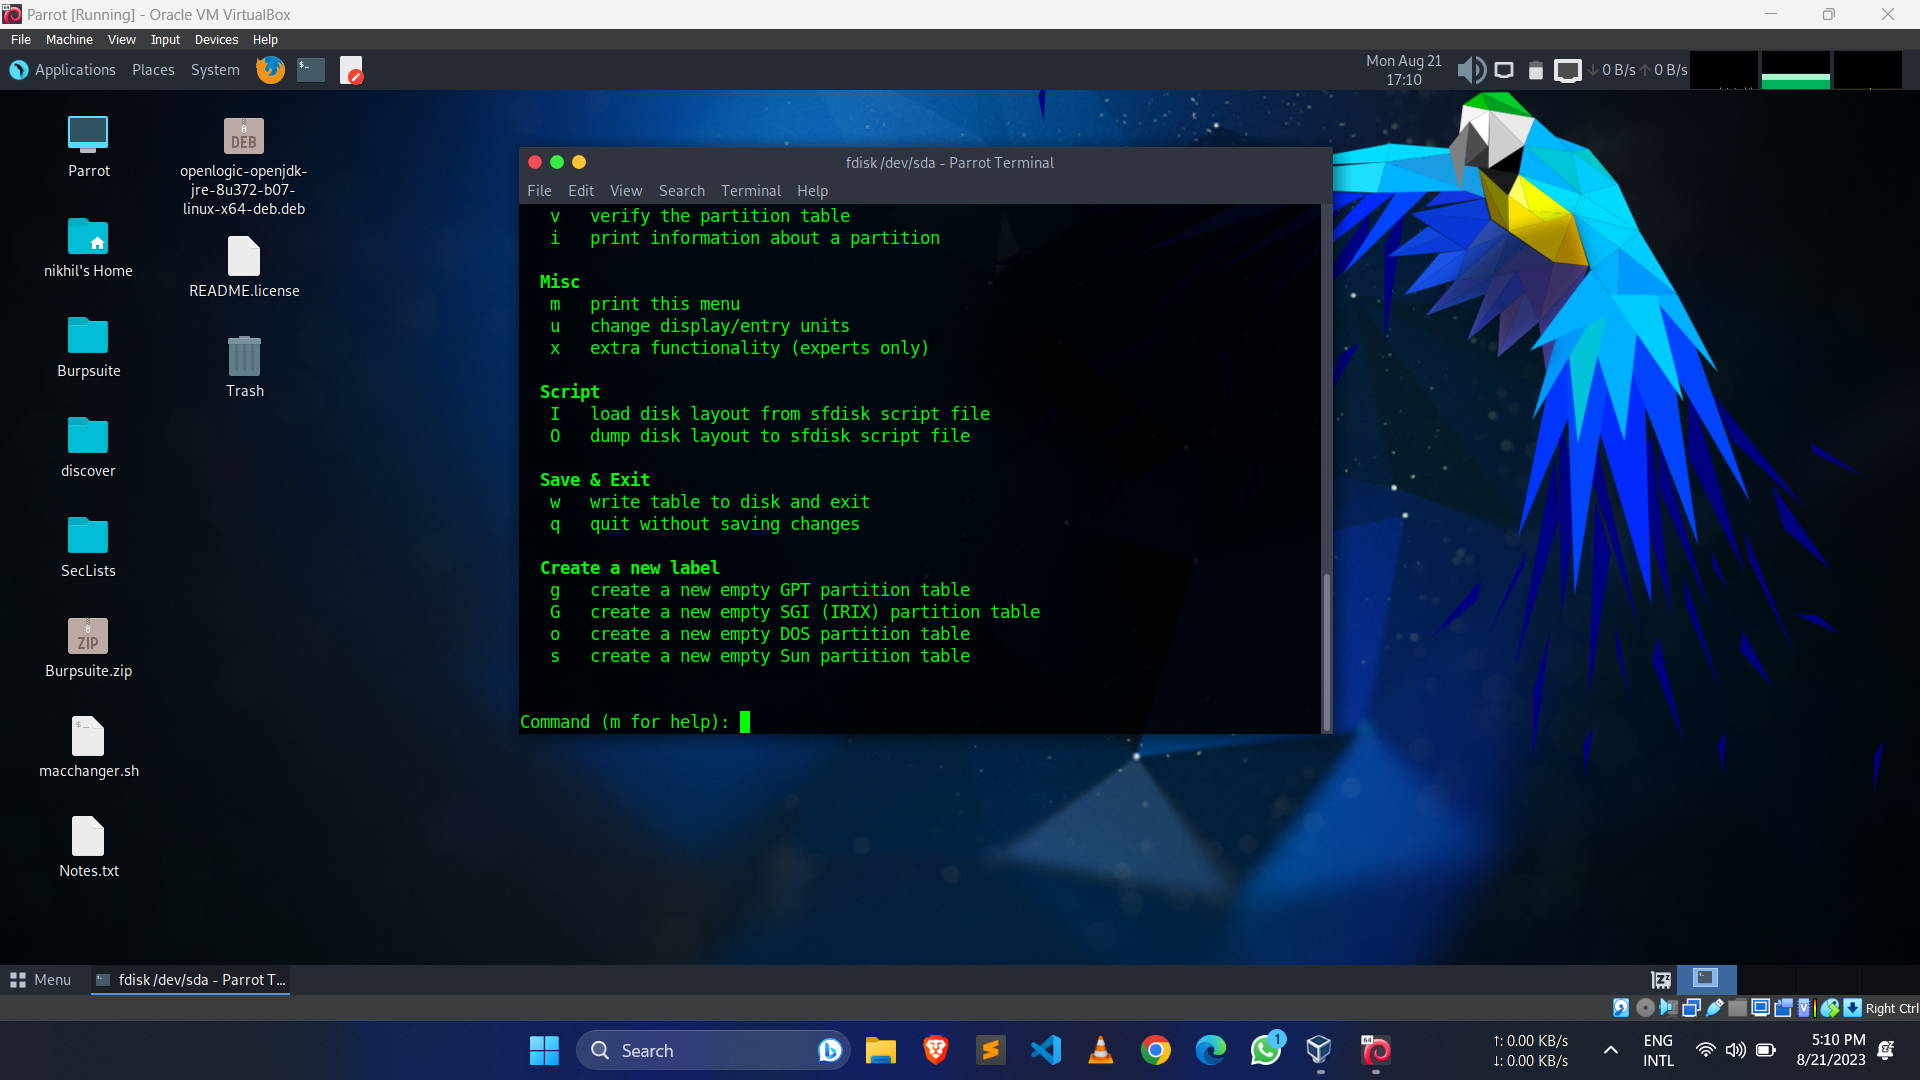 Parrot [Running] - Oracle VM VirtualBox
File Machine View Input Devices Help
Applications Places System
Mon Aug 21
17:10
0 B/s 0 B/s
Parrot
nikhil's Home
Burpsuite
discover
SecLists
ZIP
Burpsuite.zip
macchanger.sh
Notes.txt
DEB
openlogic-openjdk-
jre-8u372-b07-
linux-x64-deb.deb
README.license
Trash
fdisk /dev/sda - Parrot Terminal
File Edit View Search Terminal Help
v verify the partition table
i print information about a partition
Misc
m print this menu
u change display/entry units
x extra functionality (experts only)
Script
I load disk layout from sfdisk script file
O dump disk layout to sfdisk script file
Save & Exit
w write table to disk and exit
q quit without saving changes
Create a new label
g create a new empty GPT partition table
G create a new empty SGI (IRIX) partition table
o create a new empty DOS partition table
s create a new empty Sun partition table
Command (m for help):
Menu
fdisk /dev/sda - Parrot T...
Right Ctrl
Search
1
64
↑: 0.00 KB/s
↓: 0.00 KB/s
ENG
INTL
5:10 PM
8/21/2023